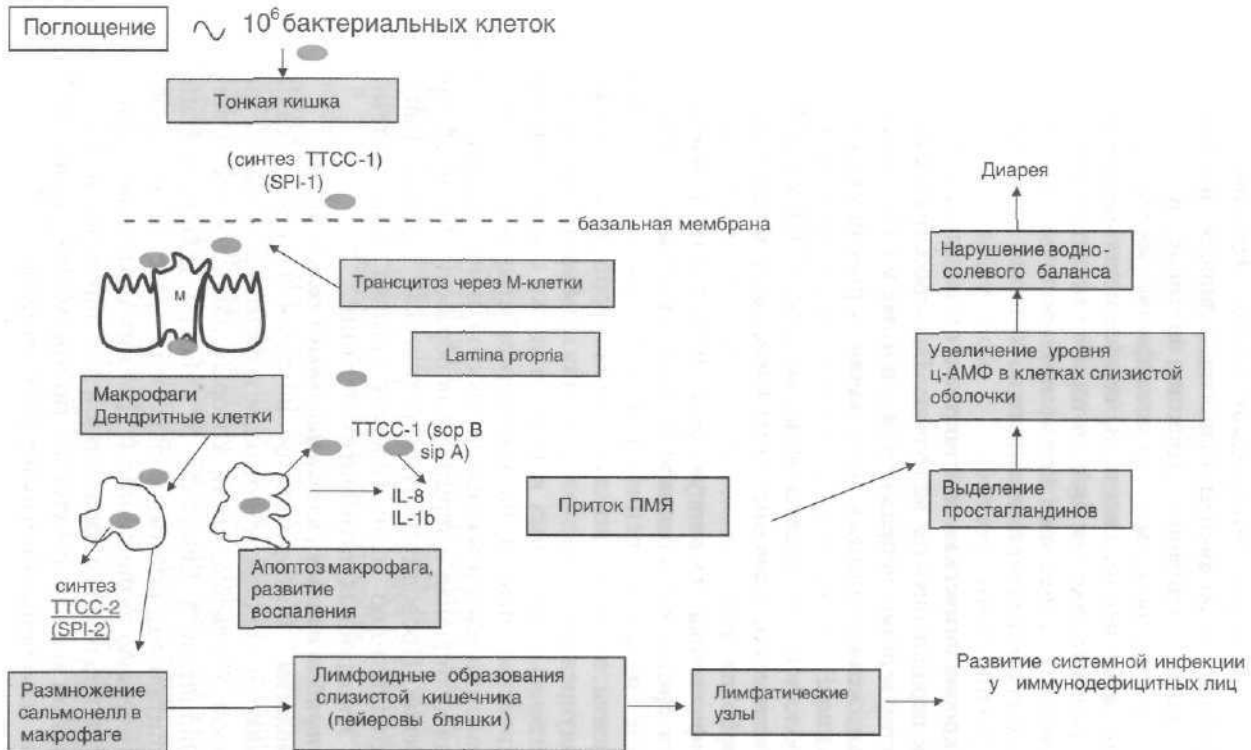 Поглощение
~ 10⁶ бактериальных клеток
Тонкая кишка
(синтез ТТСС-1)
(SPI-1)
базальная мембрана
Трансцитоз через М-клетки
М
Lamina propria
Макрофаги
Дендритные клетки
ТТСС-1 (sop B
sip A)
IL-8
IL-1b
Апоптоз макрофага,
развитие
воспаления
синтез
ТТСС-2
(SPI-2)
Приток ПМЯ
Диарея
Нарушение водно-
солевого баланса
Увеличение уровня
ц-АМФ в клетках слизистой
оболочки
Выделение
простагландинов
Размножение
сальмонелл в
макрофаге
Лимфоидные образования
слизистой кишечника
(пейеровы бляшки)
Лимфатические
узлы
Развитие системной инфекции
у иммунодефицитных лиц